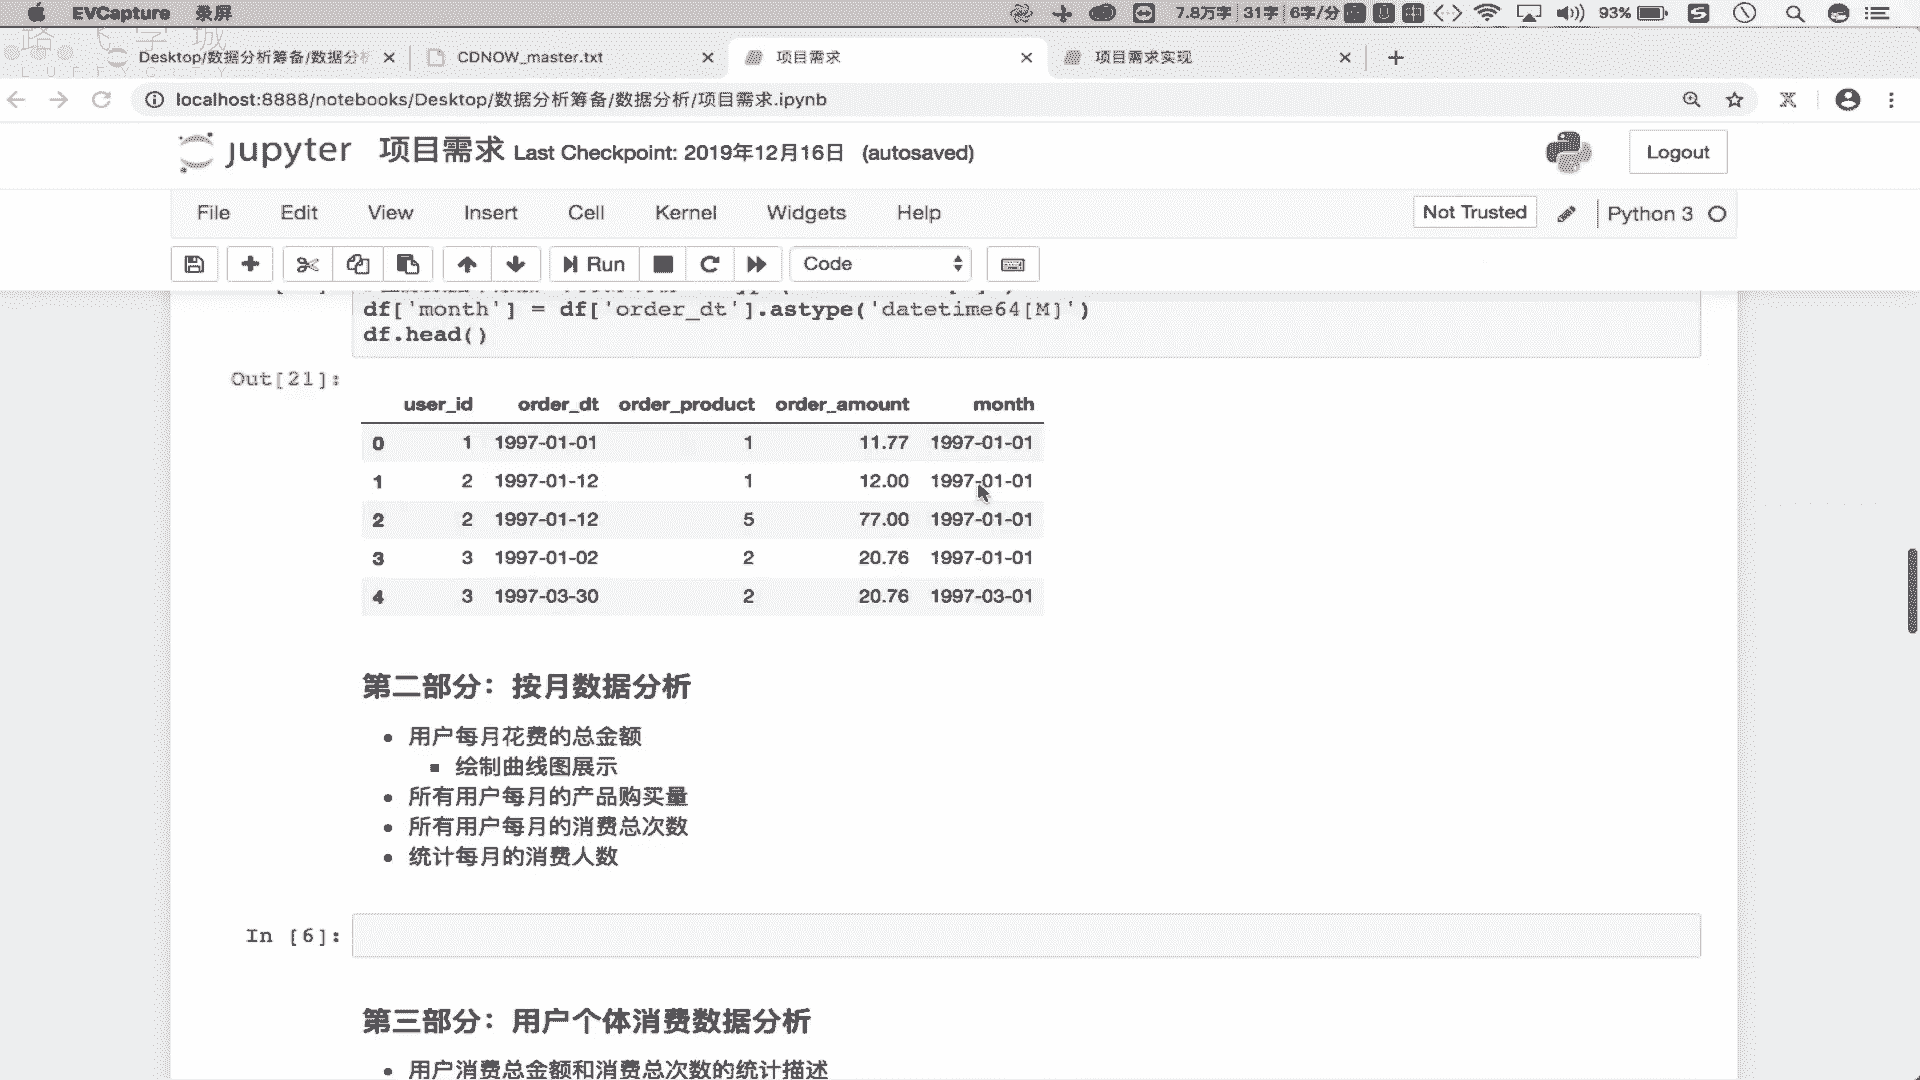 EVCapture 录屏 7.8万字 31字 6字/分 93%
Desktop/数据分析筹备/数据分析 CDNOW_master.txt 项目需求 项目需求实现
localhost:8888/notebooks/Desktop/数据分析筹备/数据分析/项目需求.ipynb
jupyter 项目需求 Last Checkpoint: 2019年12月16日 (autosaved) Logout
File Edit View Insert Cell Kernel Widgets Help Not Trusted Python 3
Run Code
df['month'] = df['order_dt'].astype('datetime64[M]')
df.head()
Out[21]:
user_id order_dt order_product order_amount month
0 1 1997-01-01 1 11.77 1997-01-01
1 2 1997-01-12 1 12.00 1997-01-01
2 2 1997-01-12 5 77.00 1997-01-01
3 3 1997-01-02 2 20.76 1997-01-01
4 3 1997-03-30 2 20.76 1997-03-01
第二部分：按月数据分析
用户每月花费的总金额
绘制曲线图展示
所有用户每月的产品购买量
所有用户每月的消费总次数
统计每月的消费人数
In [6]:
第三部分：用户个体消费数据分析
用户消费总金额和消费总次数的统计描述